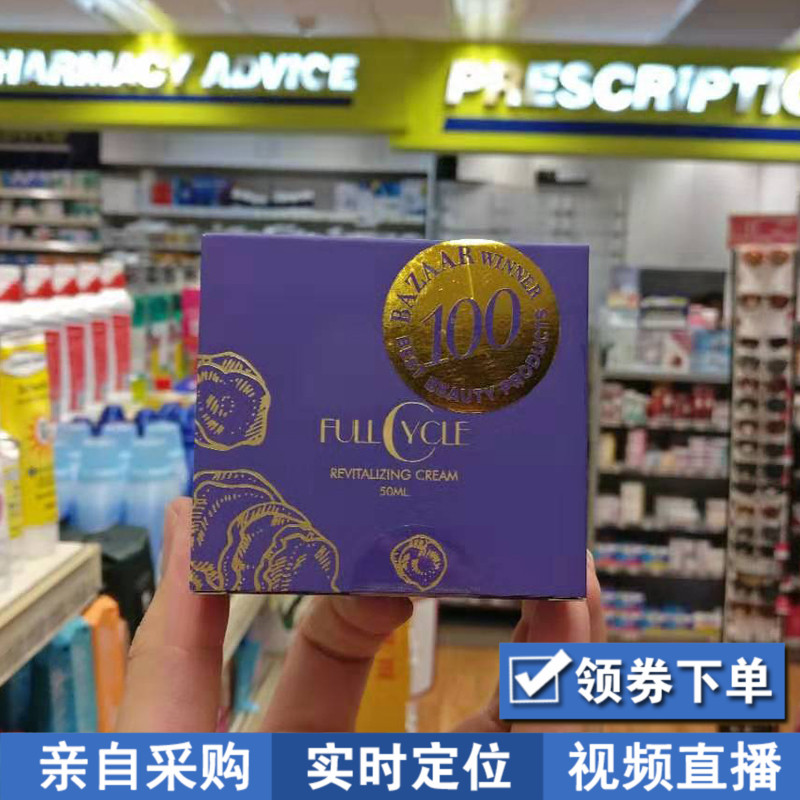 HARMACY ADVICE
PRESCRIPTIO
BAZAAR WINNER
100
BEST BEAUTY PRODUCTS
FULL CYCLE
REVITALIZING CREAM
50ML
领券下单
亲自采购 实时定位 视频直播